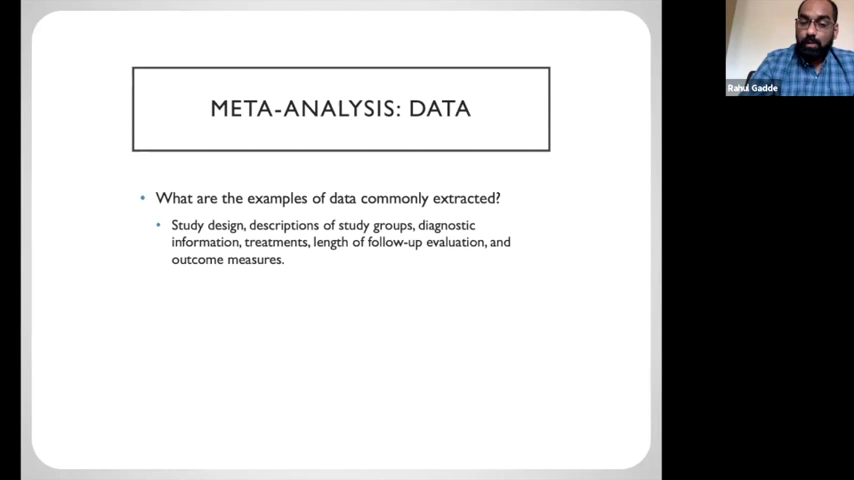 META-ANALYSIS: DATA
• What are the examples of data commonly extracted?
• Study design, descriptions of study groups, diagnostic
information, treatments, length of follow-up evaluation, and
outcome measures.
Rahul Gadde